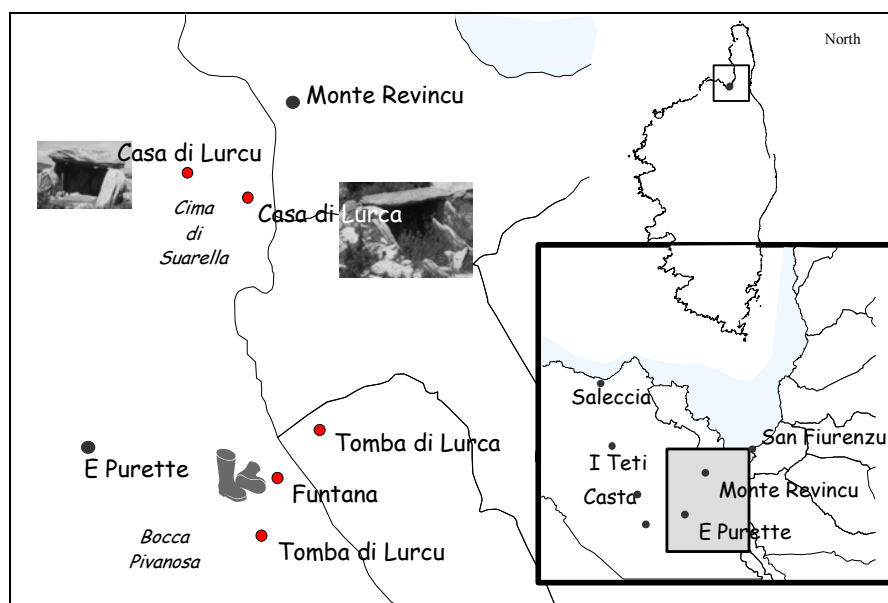 North
Monte Revincu
Casa di Lurcu
Casa di Lurca
Cima
di
Suarella
Saleccia
San Fiurenzu
I Teti
Monte Revincu
Casta
E Purette
Tomba di Lurca
E Purette
Funtana
Bocca
Pivanosa
Tomba di Lurcu